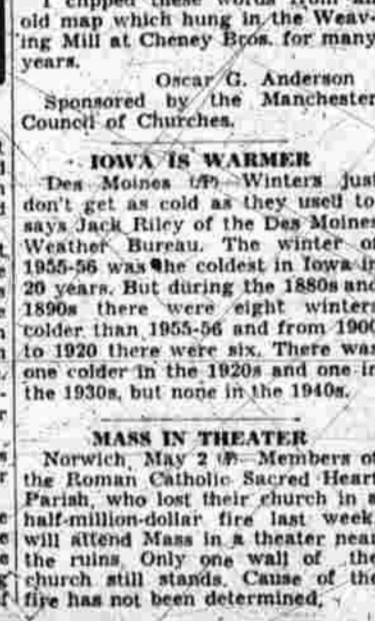 I clipped these words from an
old map which hung in the Weav-
ing Mill at Cheney Bros. for many
years.
Oscar G. Anderson
Sponsored by the Manchester
Council of Churches.
IOWA IS WARMER
Des Moines (AP)—Winters just
don't get as cold as they used to
says Jack Riley of the Des Moines
Weather Bureau. The winter of
1955-56 was the coldest in Iowa in
20 years. But during the 1880s and
1890s there were eight winters
colder than 1955-56 and from 1900
to 1920 there were six. There was
one colder in the 1920s and one in
the 1930s, but none in the 1940s.
MASS IN THEATER
Norwich, May 2 (AP)—Members of
the Roman Catholic Sacred Heart
Parish, who lost their church in a
half-million-dollar fire last week
will attend Mass in a theater near
the ruins. Only one wall of the
church still stands. Cause of the
fire has not been determined.